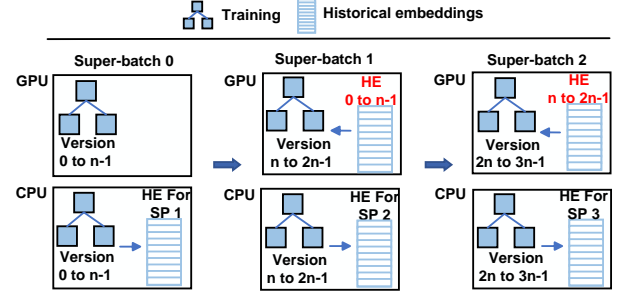 Training
Historical embeddings
Super-batch 0
Super-batch 1
Super-batch 2
GPU
Version
0 to n-1
GPU
HE
0 to n-1
Version
n to 2n-1
GPU
HE
n to 2n-1
Version
2n to 3n-1
CPU
HE For
SP 1
Version
0 to n-1
CPU
HE For
SP 2
Version
n to 2n-1
CPU
HE For
SP 3
Version
2n to 3n-1